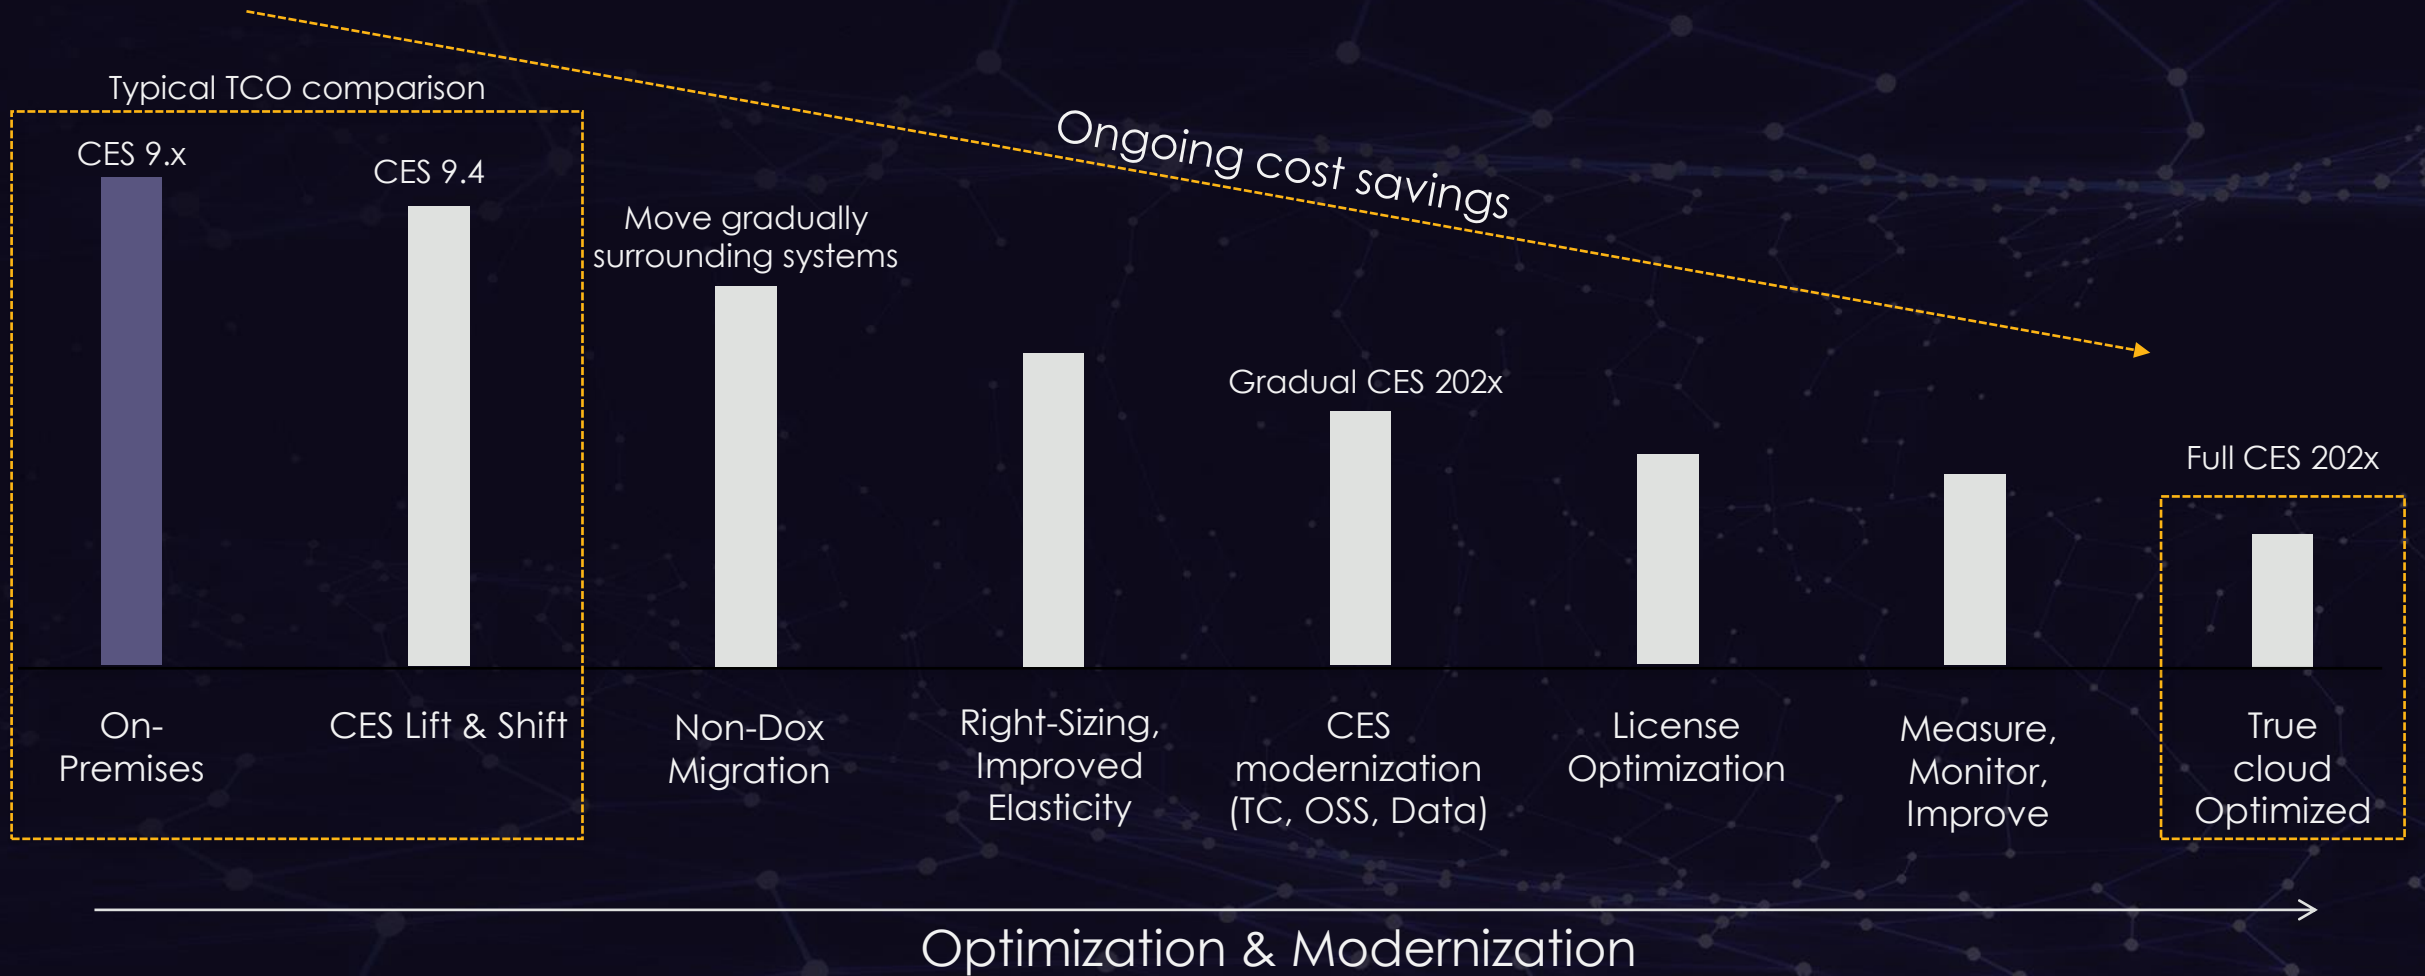 Typical TCO comparison
Ongoing cost savings
CES 9.x
CES 9.4
Move gradually
surrounding systems
Gradual CES 202x
Full CES 202x
On-
Premises
CES Lift & Shift
Non-Dox
Migration
Right-Sizing,
Improved
Elasticity
CES
modernization
(TC, OSS, Data)
License
Optimization
Measure,
Monitor,
Improve
True
cloud
Optimized
Optimization & Modernization